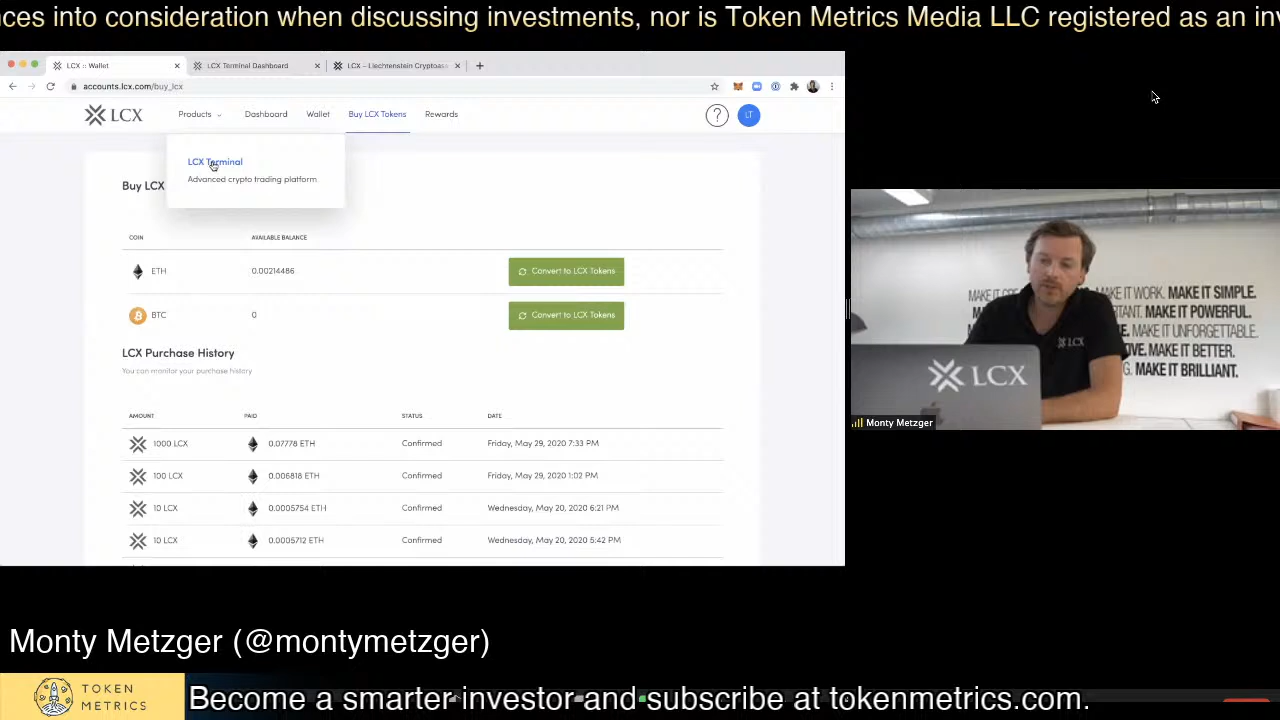 ces into consideration when discussing investments, nor is Token Metrics Media LLC registered as an inv
LCX :: Wallet
LCX Terminal Dashboard
LCX – Liechtenstein Cryptoas
accounts.lcx.com/buy_lcx
LCX
Products
Dashboard
Wallet
Buy LCX Tokens
Rewards
?
LT
LCX Terminal
Advanced crypto trading platform
Buy LCX
COIN AVAILABLE BALANCE
ETH 0.00214486 Convert to LCX Tokens
BTC 0 Convert to LCX Tokens
LCX Purchase History
You can monitor your purchase history
AMOUNT PAID STATUS DATE
1000 LCX 0.07778 ETH Confirmed Friday, May 29, 2020 7:33 PM
100 LCX 0.006818 ETH Confirmed Friday, May 29, 2020 1:02 PM
10 LCX 0.0005754 ETH Confirmed Wednesday, May 20, 2020 6:21 PM
10 LCX 0.0005712 ETH Confirmed Wednesday, May 20, 2020 5:42 PM
MAKE IT WORK. MAKE IT SIMPLE.
MAKE IT POWERFUL.
MAKE IT UNFORGETTABLE.
MAKE IT BETTER.
MAKE IT BRILLIANT.
LCX
LCX
Monty Metzger
Monty Metzger (@montymetzger)
TOKEN
METRICS
Become a smarter investor and subscribe at tokenmetrics.com.